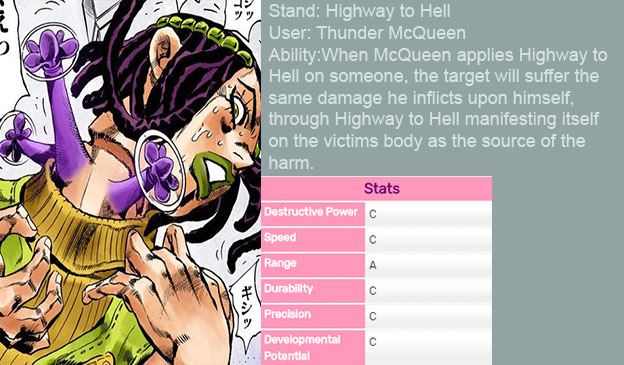 Stand: Highway to Hell
User: Thunder McQueen
Ability:When McQueen applies Highway to
Hell on someone, the target will suffer the
same damage he inflicts upon himself,
through Highway to Hell manifesting itself
on the victims body as the source of the
harm.
Stats
Destructive Power C
Speed C
Range A
Durability C
Precision C
Developmental
Potential C
ギシッ